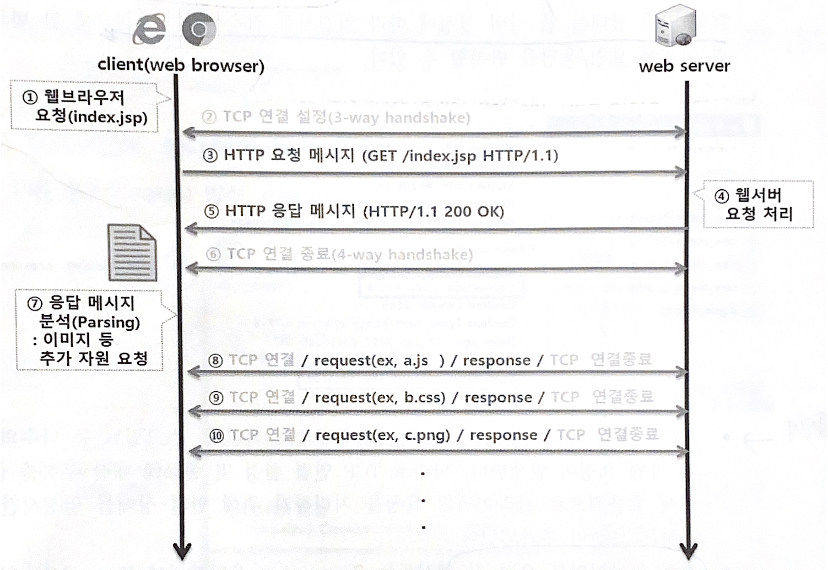 client(web browser)
web server
① 웹브라우저
요청(index.jsp)
② TCP 연결 설정(3-way handshake)
③ HTTP 요청 메시지 (GET /index.jsp HTTP/1.1)
④ 웹서버
요청 처리
⑤ HTTP 응답 메시지 (HTTP/1.1 200 OK)
⑥ TCP 연결 종료(4-way handshake)
⑦ 응답 메시지
분석(Parsing)
: 이미지 등
추가 자원 요청
⑧ TCP 연결 / request(ex, a.js ) / response / TCP 연결종료
⑨ TCP 연결 / request(ex, b.css) / response / TCP 연결종료
⑩ TCP 연결 / request(ex, c.png) / response / TCP 연결종료